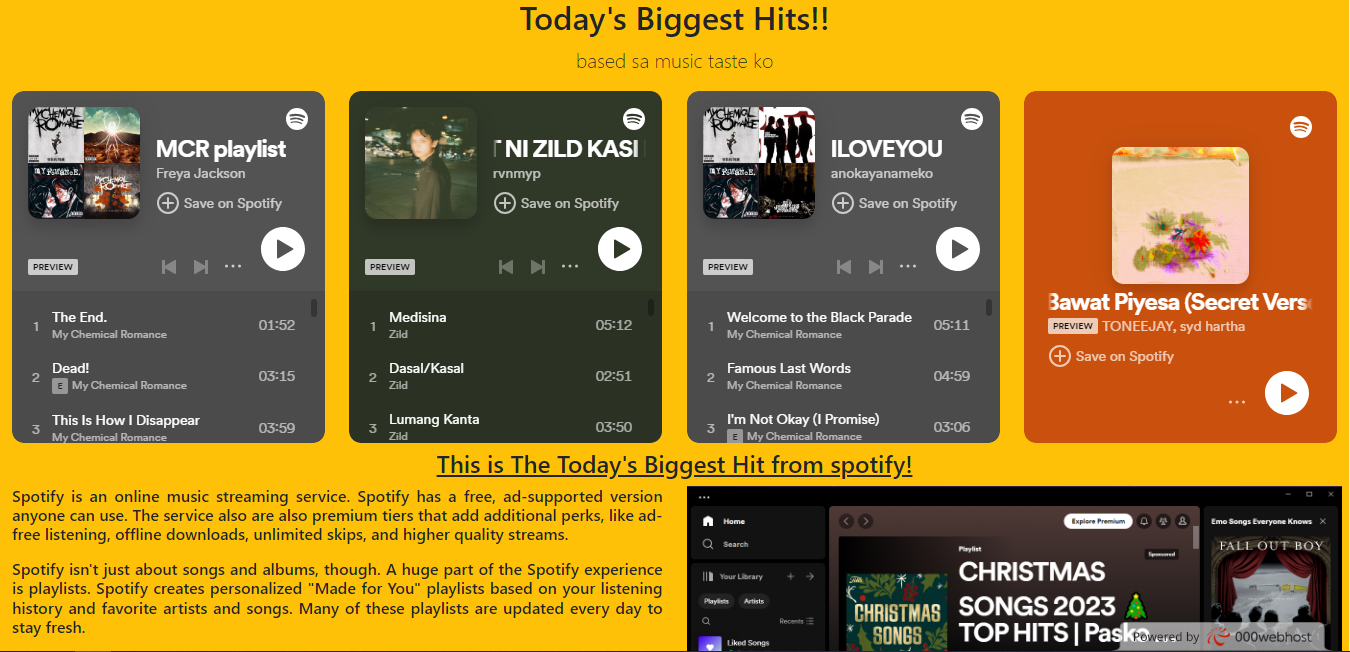 Today's Biggest Hits!!
based sa music taste ko
MCR playlist
Freya Jackson
Save on Spotify
PREVIEW
1 The End. 01:52
My Chemical Romance
2 Dead! 03:15
E My Chemical Romance
3 This Is How I Disappear 03:59
My Chemical Romance
NI ZILD KASI
rvnmyp
Save on Spotify
PREVIEW
1 Medisina 05:12
Zild
2 Dasal/Kasal 02:51
Zild
3 Lumang Kanta 03:50
Zild
ILOVEYOU
anokayanameko
Save on Spotify
PREVIEW
1 Welcome to the Black Parade 05:11
My Chemical Romance
2 Famous Last Words 04:59
My Chemical Romance
3 I'm Not Okay (I Promise) 03:06
E My Chemical Romance
Bawat Piyesa (Secret Vers
PREVIEW TONEEJAY, syd hartha
Save on Spotify
This is The Today's Biggest Hit from spotify!
Spotify is an online music streaming service. Spotify has a free, ad-supported version
anyone can use. The service also are also premium tiers that add additional perks, like ad-
free listening, offline downloads, unlimited skips, and higher quality streams.
Spotify isn't just about songs and albums, though. A huge part of the Spotify experience
is playlists. Spotify creates personalized "Made for You" playlists based on your listening
history and favorite artists and songs. Many of these playlists are updated every day to
stay fresh.
Home
Search
Your Library
Playlists Artists
Recents
Liked Songs
Explore Premium
Playlist
Sponsored
CHRISTMAS
SONGS 2023
TOP HITS | Pasko
CHRISTMAS
SONGS
Emo Songs Everyone Knows
FALL OUT BOY
Powered by 000webhost